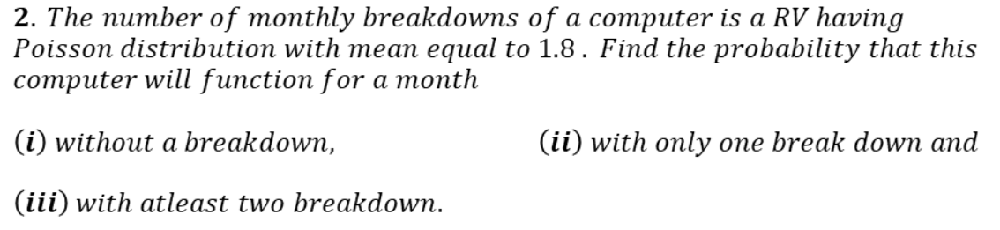 2. The number of monthly breakdowns of a computer is a RV having
Poisson distribution with mean equal to 1.8 . Find the probability that this
computer will function for a month
(i) without a breakdown, (ii) with only one break down and
(iii) with atleast two breakdown.